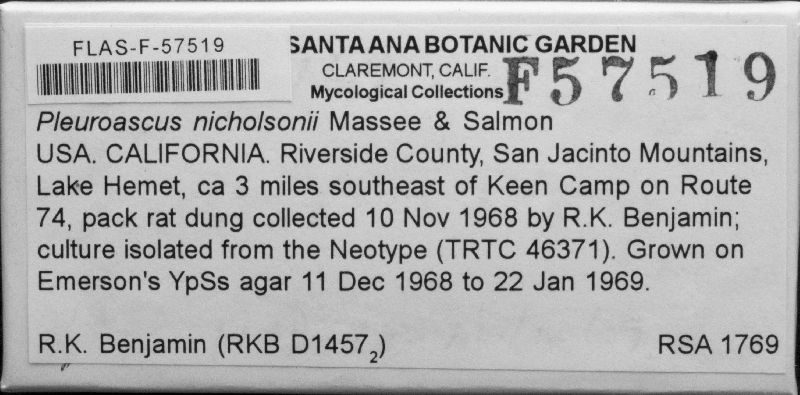 FLAS-F-57519
SANTA ANA BOTANIC GARDEN
CLAREMONT, CALIF.
Mycological Collections
F57519
Pleuroascus nicholsonii Massee & Salmon
USA. CALIFORNIA. Riverside County, San Jacinto Mountains,
Lake Hemet, ca 3 miles southeast of Keen Camp on Route
74, pack rat dung collected 10 Nov 1968 by R.K. Benjamin;
culture isolated from the Neotype (TRTC 46371). Grown on
Emerson's YpSs agar 11 Dec 1968 to 22 Jan 1969.
R.K. Benjamin (RKB D1457₂) RSA 1769